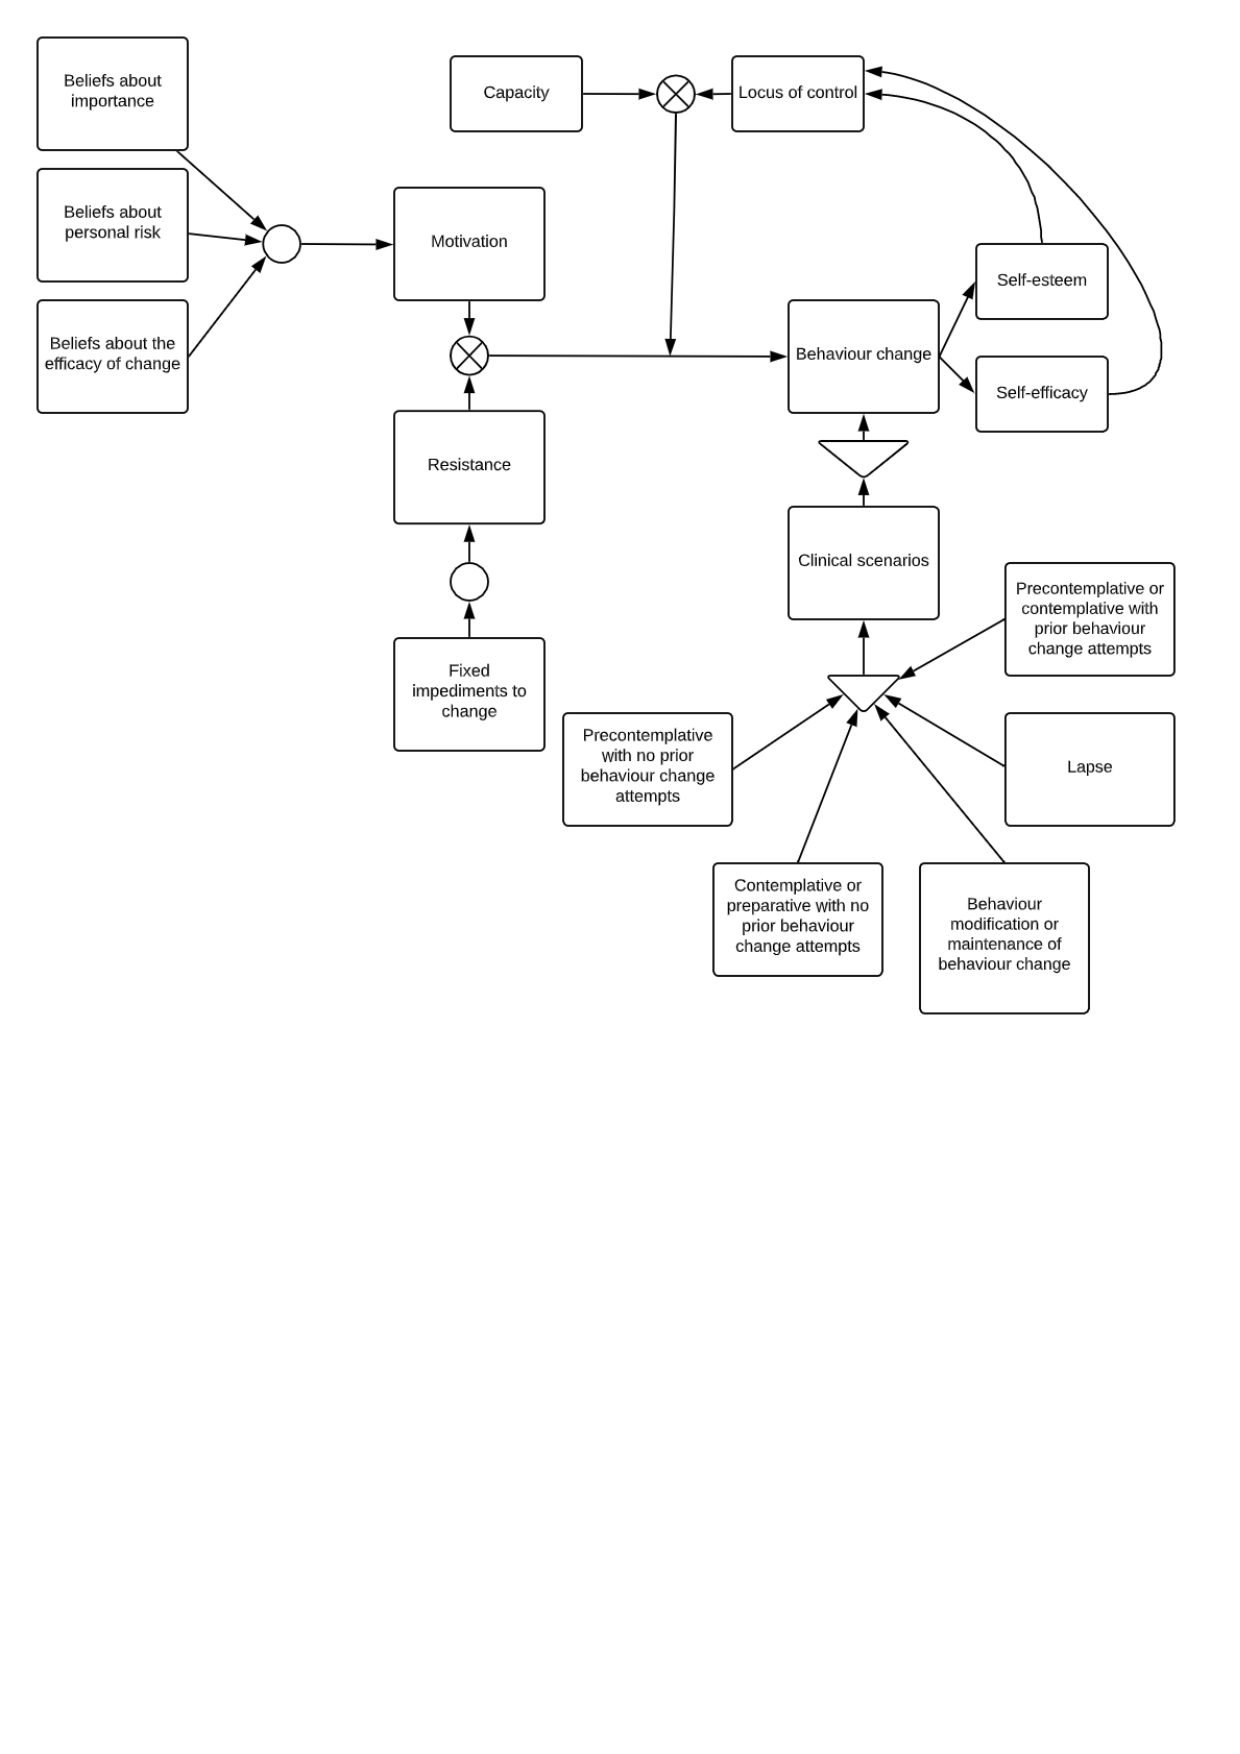 Beliefs about
importance
Capacity
Locus of control
Beliefs about
personal risk
Motivation
Self-esteem
Beliefs about the
efficacy of change
Behaviour change
Self-efficacy
Resistance
Clinical scenarios
Precontemplative or
contemplative with
prior behaviour
change attempts
Fixed
impediments to
change
Precontemplative
with no prior
behaviour change
attempts
Lapse
Contemplative or
preparative with no
prior behaviour
change attempts
Behaviour
modification or
maintenance of
behaviour change